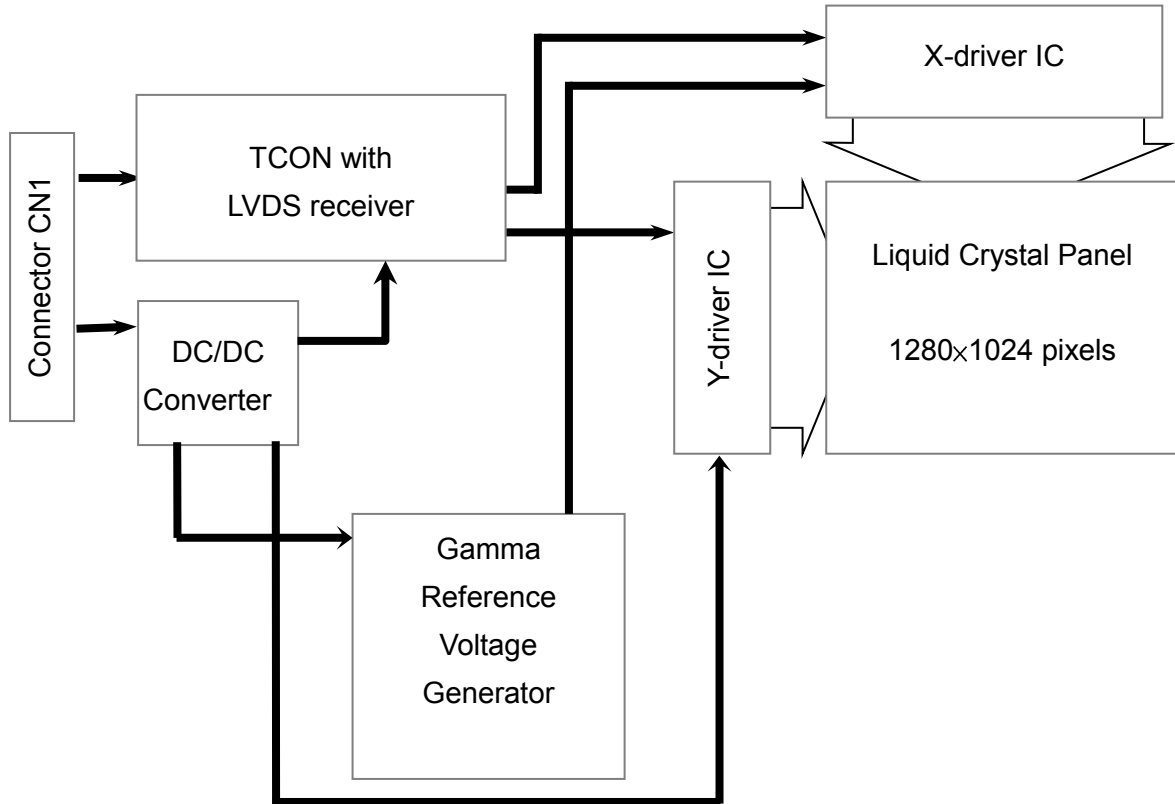 X-driver IC
TCON with
LVDS receiver
Connector CN1
Y-driver IC
Liquid Crystal Panel
1280×1024 pixels
DC/DC
Converter
Gamma
Reference
Voltage
Generator